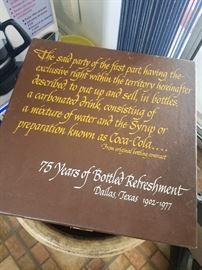 The said party of the first part having the
exclusive right within the territory hereinafter
described, to put up and sell, in bottles,
a carbonated drink, consisting of
a mixture of water and the Syrup or
preparation known as Coca-Cola....
From original bottling contract
75 Years of Bottled Refreshment
Dallas, Texas 1902-1977